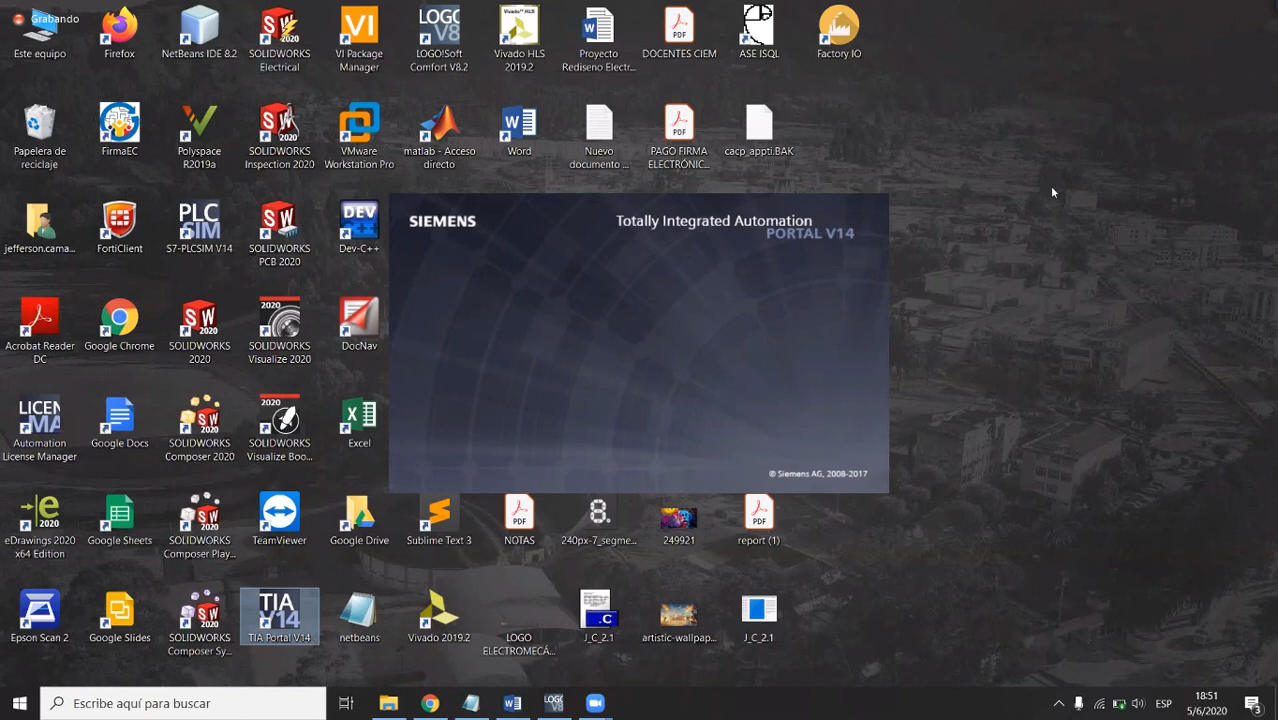 Grabando
Este equipo
Firefox
NetBeans IDE 8.2
SOLIDWORKS
Electrical
VI Package
Manager
LOGO!Soft
Comfort V8.2
Vivado HLS
2019.2
Proyecto
Rediseno Electr...
DOCENTES CIEM
ASE ISQL
Factory IO
Papelera de
reciclaje
FirmaEC
Polyspace
R2019a
SOLIDWORKS
Inspection 2020
VMware
Workstation Pro
matlab - Acceso
directo
Word
Nuevo
documento ...
PAGO FIRMA
ELECTRÓNIC...
cacp_appti.BAK
jefferson.cama...
FortiClient
S7-PLCSIM V14
SOLIDWORKS
PCB 2020
Dev-C++
SIEMENS
Totally Integrated Automation
PORTAL V14
© Siemens AG, 2008-2017
Acrobat Reader
DC
Google Chrome
SOLIDWORKS
2020
SOLIDWORKS
Visualize 2020
DocNav
Automation
License Manager
Google Docs
SOLIDWORKS
Composer 2020
SOLIDWORKS
Visualize Boo...
Excel
eDrawings 2020
x64 Edition
Google Sheets
SOLIDWORKS
Composer Play...
TeamViewer
Google Drive
Sublime Text 3
NOTAS
240px-7_segme...
249921
report (1)
Epson Scan 2
Google Slides
SOLIDWORKS
Composer Sy...
TIA Portal V14
netbeans
Vivado 2019.2
LOGO
ELECTROMECÁ...
J_C_2.1
artistic-wallpap...
J_C_2.1
Escribe aquí para buscar
ESP
18:51
5/6/2020